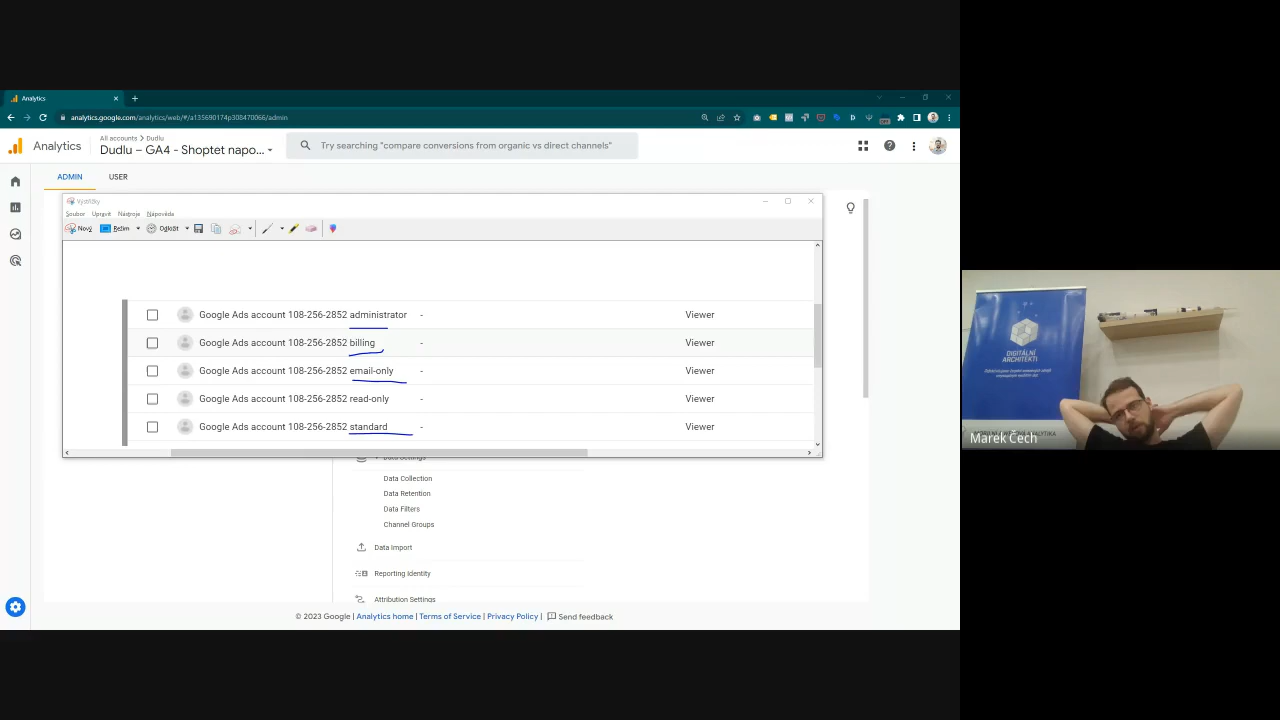 Analytics
analytics.google.com/analytics/web/#/a135690174p308470066/admin
Analytics
All accounts > Dudlu
Dudlu – GA4 - Shoptet napo...
Try searching "compare conversions from organic vs direct channels"
ADMIN
USER
Výstřižky
Soubor Upravit Nástroje Nápověda
Nový Režim Odložit
Google Ads account 108-256-2852 administrator - Viewer
Google Ads account 108-256-2852 billing - Viewer
Google Ads account 108-256-2852 email-only - Viewer
Google Ads account 108-256-2852 read-only - Viewer
Google Ads account 108-256-2852 standard - Viewer
Data Settings
Data Collection
Data Retention
Data Filters
Channel Groups
Data Import
Reporting Identity
Attribution Settings
© 2023 Google | Analytics home | Terms of Service | Privacy Policy | Send feedback
DIGITÁLNÍ
ARCHITEKTI
Marek Čech